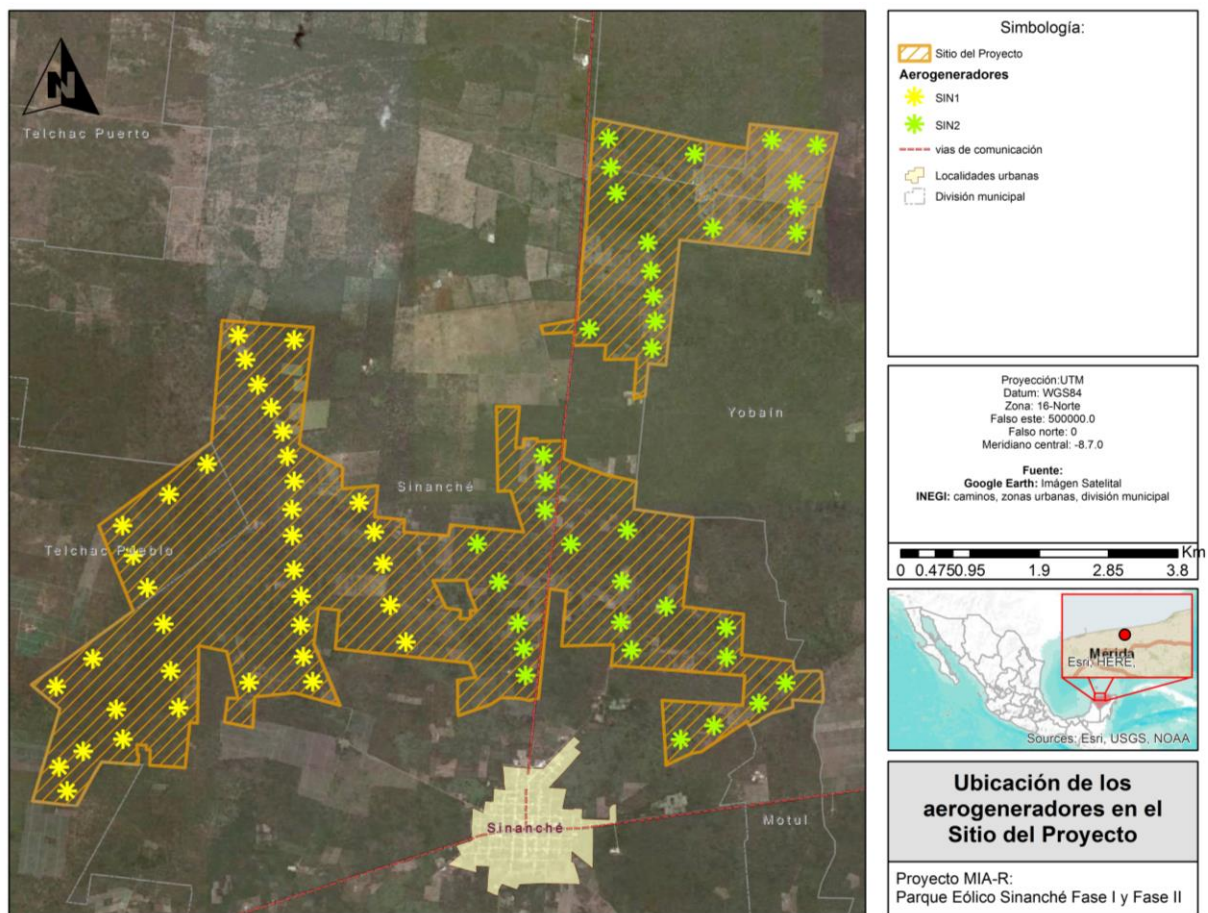 N
Telchac Puerto
Yobaín
Sinanché
Telchac Pueblo
Sinanché
Motul
Simbología:
Sitio del Proyecto
Aerogeneradores
SIN1
SIN2
vias de comunicación
Localidades urbanas
División municipal
Proyección:UTM
Datum: WGS84
Zona: 16-Norte
Falso este: 500000.0
Falso norte: 0
Meridiano central: -8.7.0
Fuente:
Google Earth: Imágen Satelital
INEGI: caminos, zonas urbanas, división municipal
Km
0 0.4750.95 1.9 2.85 3.8
Mérida
Esri, HERE,
Sources: Esri, USGS, NOAA
Ubicación de los
aerogeneradores en el
Sitio del Proyecto
Proyecto MIA-R:
Parque Eólico Sinanché Fase I y Fase II